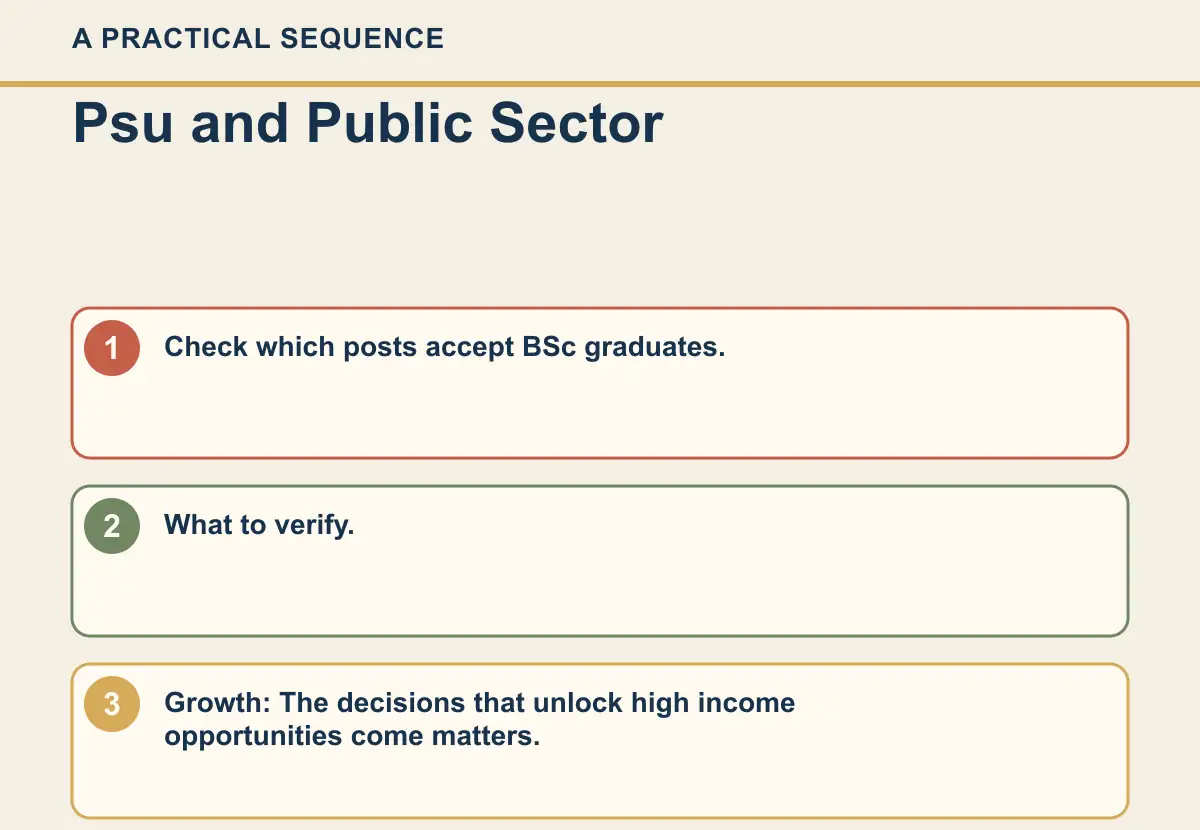 A PRACTICAL SEQUENCE
Psu and Public Sector
1
Check which posts accept BSc graduates.
2
What to verify.
3
Growth: The decisions that unlock high income
opportunities come matters.